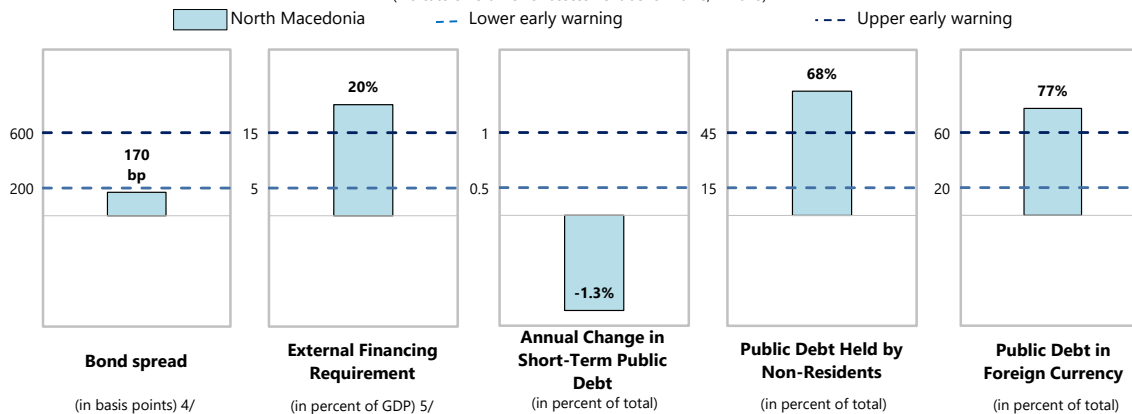 North Macedonia
Lower early warning
Upper early warning
600
200
170
bp
Bond spread
(in basis points) 4/
15
5
20%
External Financing
Requirement
(in percent of GDP) 5/
1
0.5
-1.3%
Annual Change in
Short-Term Public
Debt
(in percent of total)
45
15
68%
Public Debt Held by
Non-Residents
(in percent of total)
60
20
77%
Public Debt in
Foreign Currency
(in percent of total)